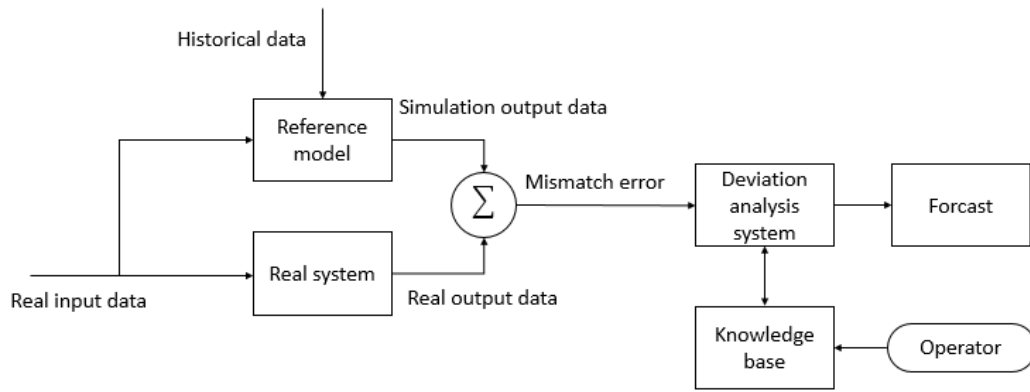 Historical data
Simulation output data
Reference
model
Mismatch error
Σ
Deviation
analysis
system
Forcast
Real system
Real input data
Real output data
Knowledge
base
Operator